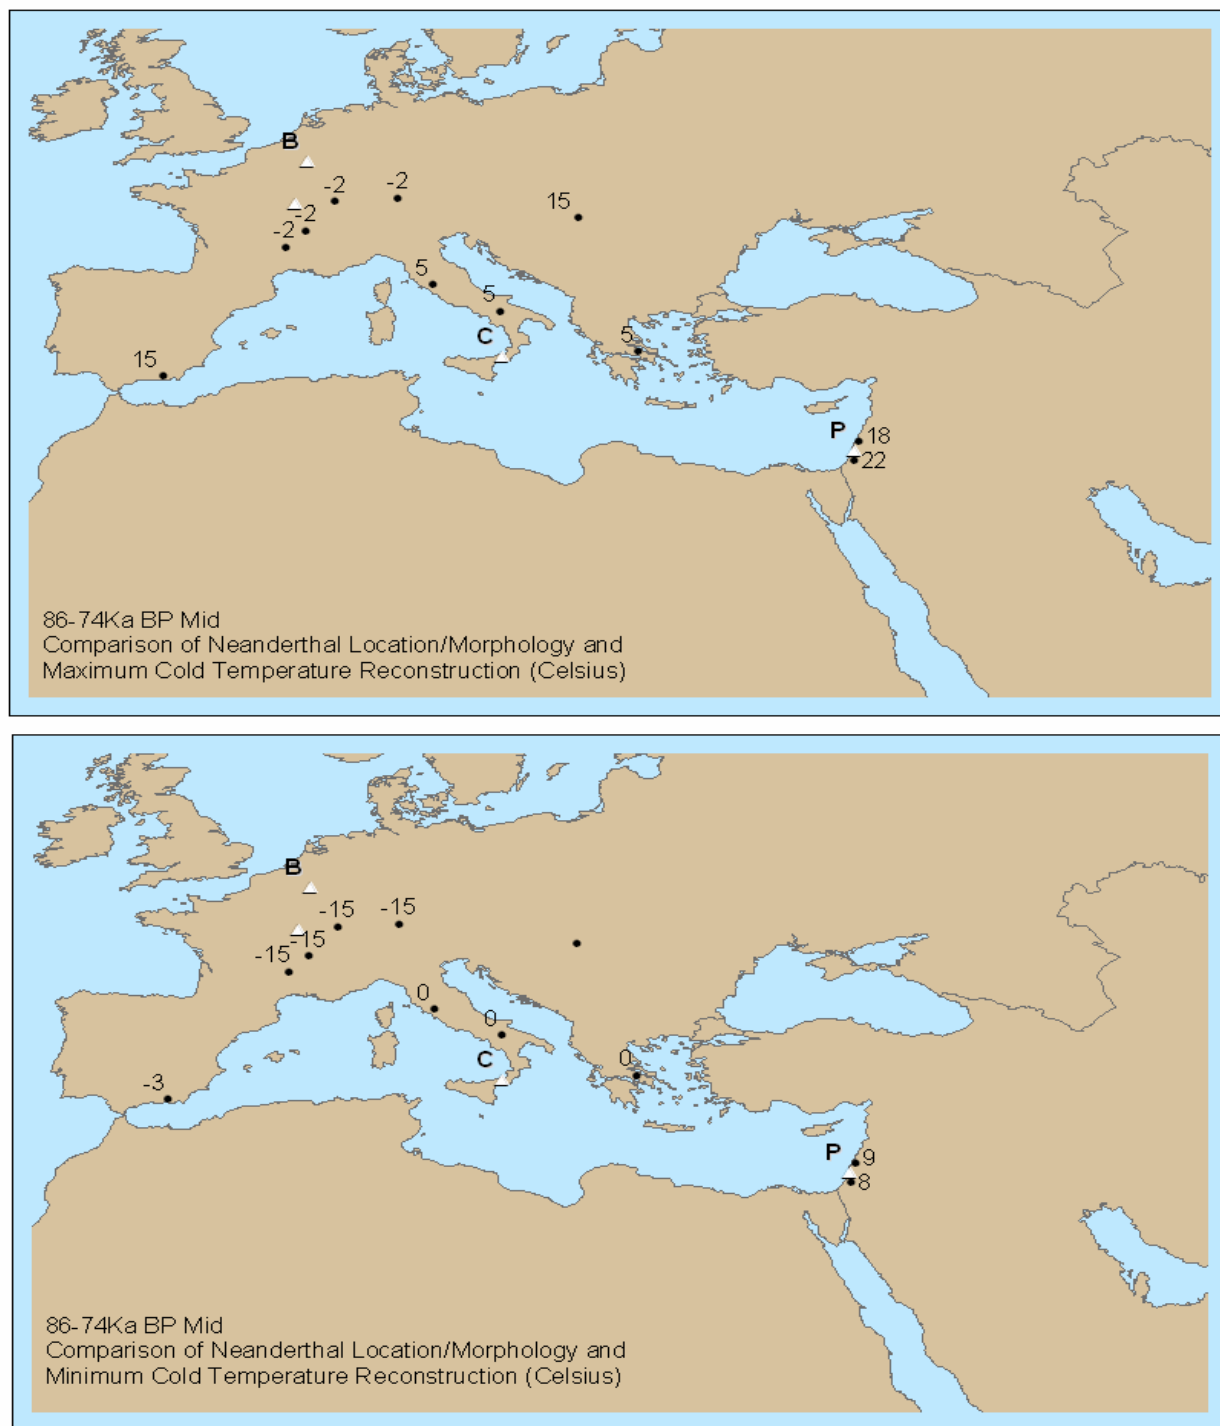 B
-2
-2
-2
-2
15
5
5
C
5
15
P
18
22
86-74Ka BP Mid
Comparison of Neanderthal Location/Morphology and
Maximum Cold Temperature Reconstruction (Celsius)
B
-15
-15
-15
-15
0
0
C
0
-3
P
9
8
86-74Ka BP Mid
Comparison of Neanderthal Location/Morphology and
Minimum Cold Temperature Reconstruction (Celsius)